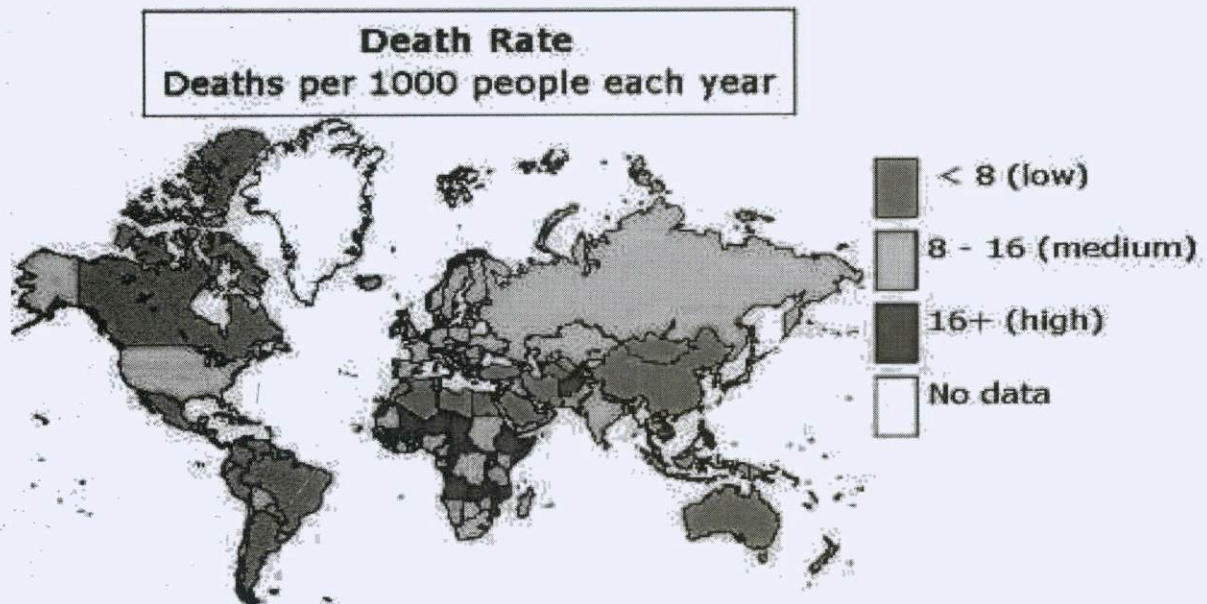 Death Rate
Deaths per 1000 people each year
< 8 (low)
8 - 16 (medium)
16+ (high)
No data